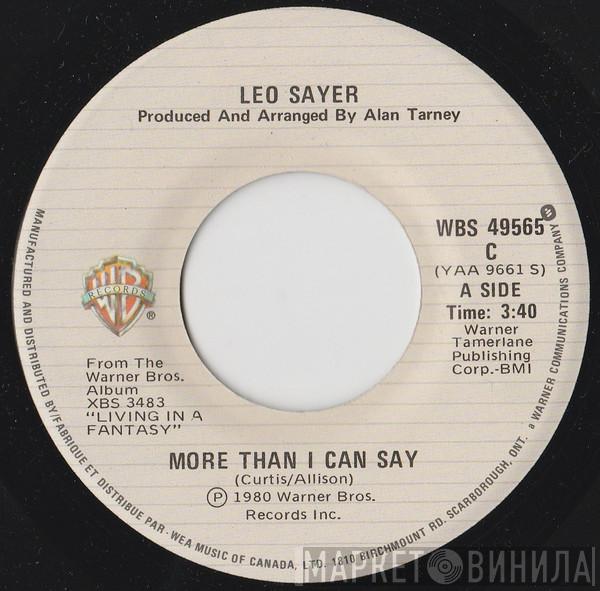 LEO SAYER
Produced And Arranged By Alan Tarney
WBS 49565
C
(YAA 9661 S)
A SIDE
Time: 3:40
Warner
Tamerlane
Publishing
Corp.-BMI
WB
RECORDS
®
From The
Warner Bros.
Album
XBS 3483
"LIVING IN A
FANTASY"
MORE THAN I CAN SAY
(Curtis/Allison)
℗ 1980 Warner Bros.
Records Inc.
MANUFACTURED AND DISTRIBUTED BY/FABRIQUE ET DISTRIBUE PAR - WEA MUSIC OF CANADA, LTD. 1810 BIRCHMOUNT RD. SCARBOROUGH, ONT. a WARNER COMMUNICATIONS COMPANY
МАРКЕТ ВИНИЛА